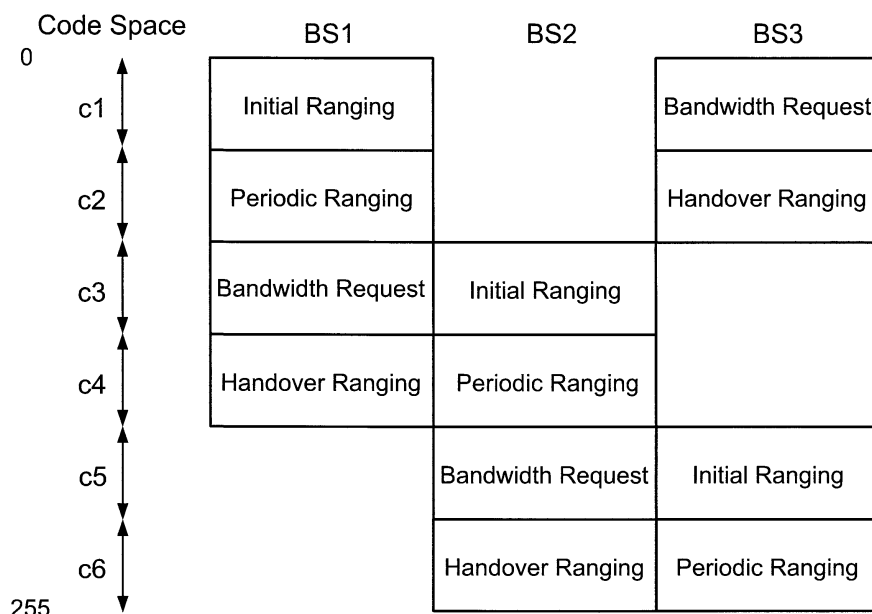 Code Space BS1 BS2 BS3
0
c1 Initial Ranging Bandwidth Request
c2 Periodic Ranging Handover Ranging
c3 Bandwidth Request Initial Ranging
c4 Handover Ranging Periodic Ranging
c5 Bandwidth Request Initial Ranging
c6 Handover Ranging Periodic Ranging
255